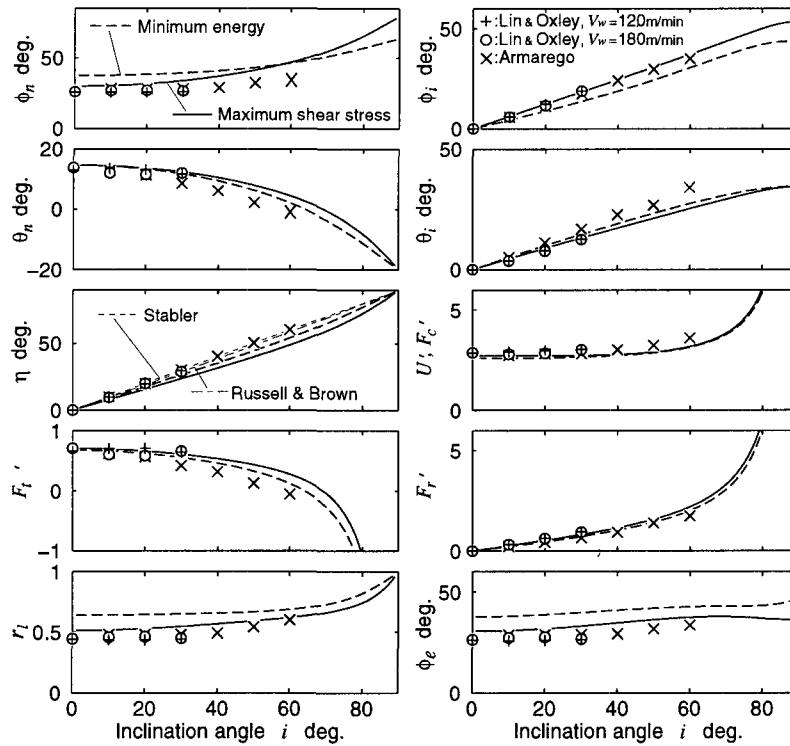 ϕn deg.
50
0
Minimum energy
Maximum shear stress
ϕi deg.
50
0
+:Lin & Oxley, Vw=120m/min
○:Lin & Oxley, Vw=180m/min
×:Armarego
θn deg.
20
0
−20
θi deg.
50
0
η deg.
50
0
Stabler
Russell & Brown
U′, Fc′
5
0
Ft′
1
0
−1
Fr′
5
0
rl
1
0.5
0
0 20 40 60 80
Inclination angle i deg.
ϕe deg.
50
0
0 20 40 60 80
Inclination angle i deg.